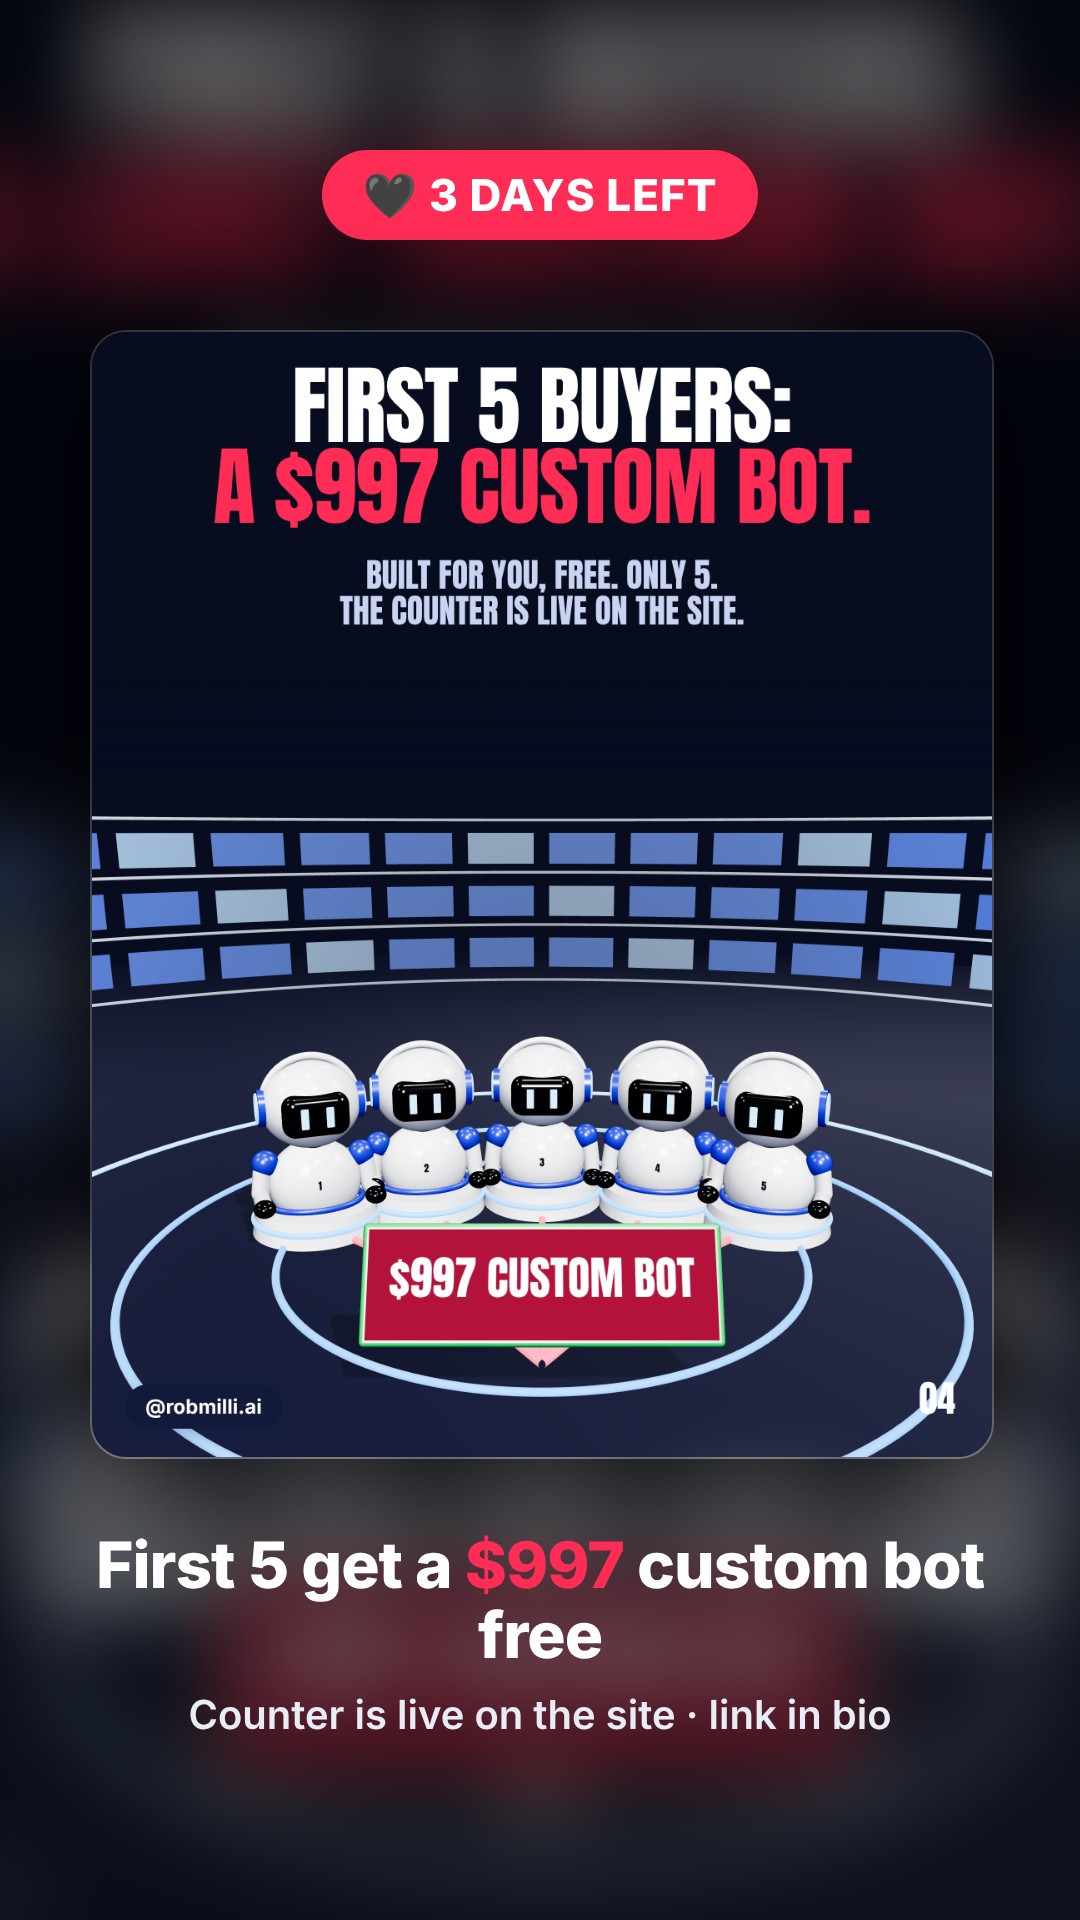 🖤 3 DAYS LEFT
FIRST 5 BUYERS:
A $997 CUSTOM BOT.
BUILT FOR YOU, FREE. ONLY 5.
THE COUNTER IS LIVE ON THE SITE.
1
2
3
4
5
$997 CUSTOM BOT
@robmilli.ai
04
First 5 get a $997 custom bot
free
Counter is live on the site · link in bio